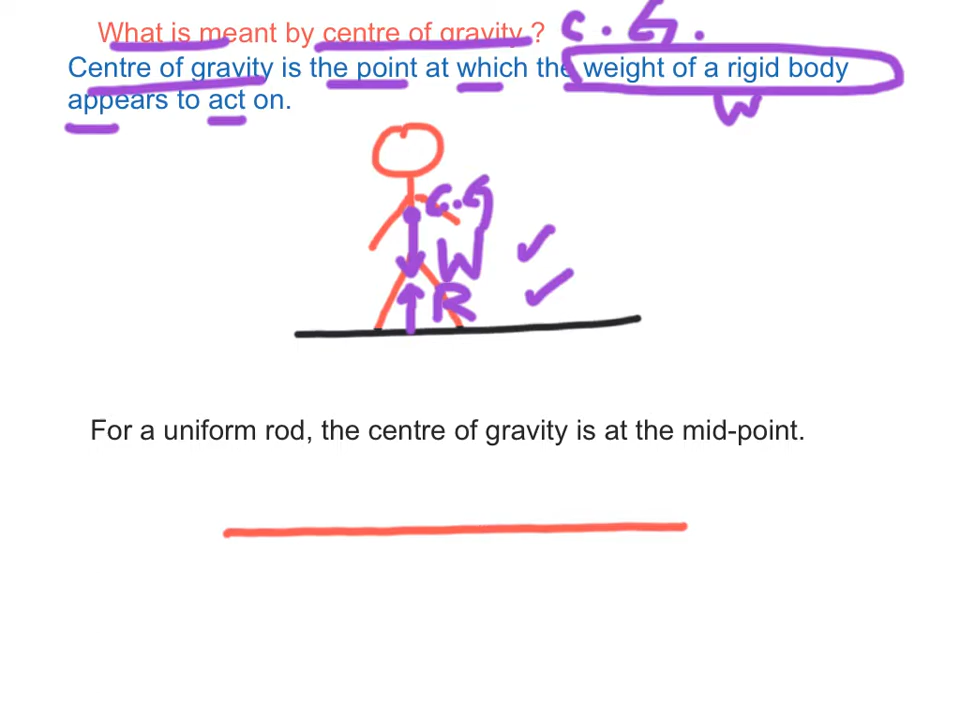 What is meant by centre of gravity ? C.G.
Centre of gravity is the point at which the weight of a rigid body
appears to act on.
W
C.G
W
R
For a uniform rod, the centre of gravity is at the mid-point.